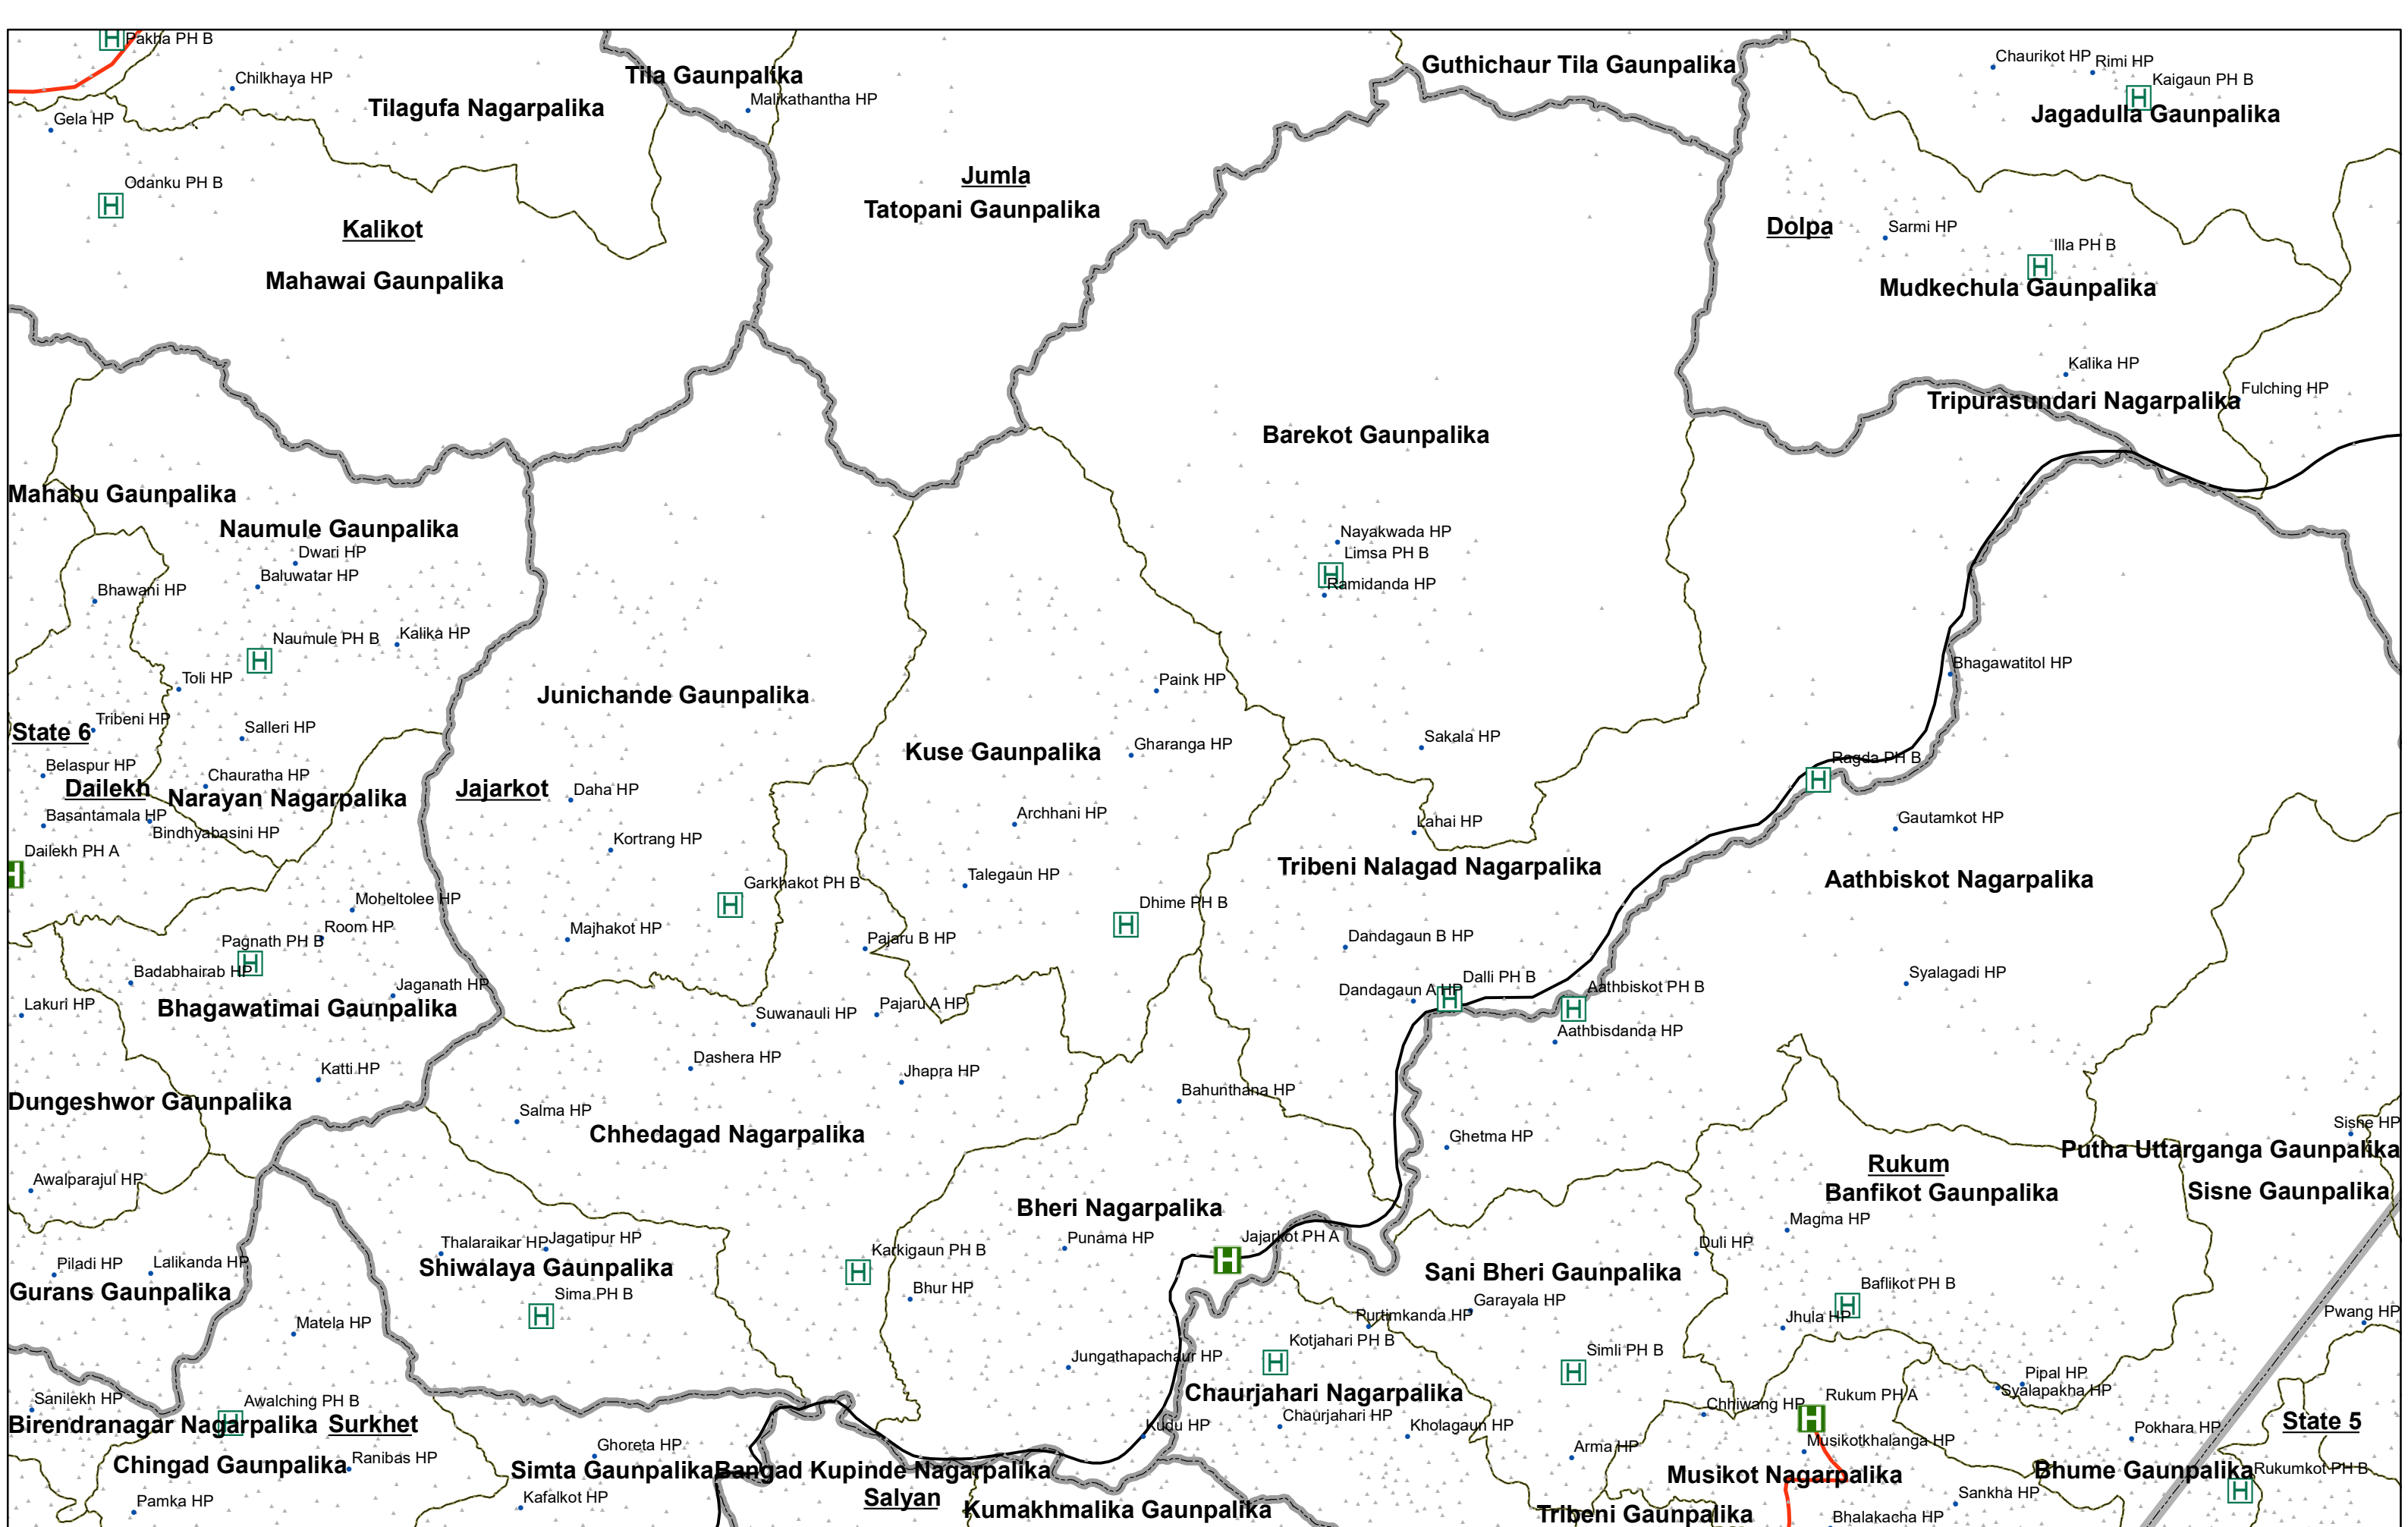 Pakha PH B
Chilkhaya HP
Gela HP
Tilagufa Nagarpalika
Tila Gaunpalika
Malikathantha HP
Guthichaur Tila Gaunpalika
Chaurikot HP
Rimi HP
Kaigaun PH B
Jagadulla Gaunpalika
Odanku PH B
Kalikot
Mahawai Gaunpalika
Jumla
Tatopani Gaunpalika
Dolpa
Sarmi HP
Illa PH B
Mudkechula Gaunpalika
Kalika HP
Tripurasundari Nagarpalika
Fulching HP
Barekot Gaunpalika
Mahabu Gaunpalika
Naumule Gaunpalika
Dwari HP
Baluwatar HP
Bhawani HP
Naumule PH B
Kalika HP
Toli HP
Tribeni HP
State 6
Salleri HP
Belaspur HP
Dailekh
Chauratha HP
Narayan Nagarpalika
Basantamala HP
Bindhyabasini HP
Dailekh PH A
Nayakwada HP
Limsa PH B
Ramidanda HP
Junichande Gaunpalika
Paink HP
Kuse Gaunpalika
Gharanga HP
Sakala HP
Bhagawatitol HP
Ragda PH B
Jajarkot
Daha HP
Kortrang HP
Archhani HP
Lahai HP
Gautamkot HP
Tribeni Nalagad Nagarpalika
Aathbiskot Nagarpalika
Garkhakot PH B
Talegaun HP
Dhime PH B
Moheltolee HP
Room HP
Pagnath PH B
Majhakot HP
Pajaru B HP
Dandagaun B HP
Badabhairab HP
Jaganath HP
Lakuri HP
Bhagawatimai Gaunpalika
Suwanauli HP
Pajaru A HP
Dandagaun A HP
Dalli PH B
Aathbiskot PH B
Syalagadi HP
Aathbisdanda HP
Katti HP
Dashera HP
Jhapra HP
Bahunthana HP
Dungeshwor Gaunpalika
Salma HP
Chhedagad Nagarpalika
Ghetma HP
Sisne HP
Putha Uttarganga Gaunpalika
Rukum
Banfikot Gaunpalika
Sisne Gaunpalika
Awalparajul HP
Bheri Nagarpalika
Magma HP
Thalaraikar HP
Jagatipur HP
Punama HP
Jajarkot PH A
Duli HP
Piladi HP
Lalikanda HP
Shiwalaya Gaunpalika
Karkigaun PH B
Sani Bheri Gaunpalika
Baflikot PH B
Gurans Gaunpalika
Sima PH B
Bhur HP
Garayala HP
Purtimkanda HP
Jhula HP
Pwang HP
Matela HP
Kotjahari PH B
Jungathapachaur HP
Simli PH B
Pipal HP
Syalapakha HP
Sanilekh HP
Awalching PH B
Chaurjahari Nagarpalika
Chhiwang HP
Rukum PH A
Birendranagar Nagarpalika
Surkhet
Kudu HP
Chaurjahari HP
Kholagaun HP
Pokhara HP
State 5
Ghoreta HP
Arma HP
Musikotkhalanga HP
Chingad Gaunpalika
Ranibas HP
Simta Gaunpalika
Bangad Kupinde Nagarpalika
Musikot Nagarpalika
Bhume Gaunpalika
Rukumkot PH B
Pamka HP
Kafalkot HP
Salyan
Kumakhmalika Gaunpalika
Tribeni Gaunpalika
Sankha HP
Bhalakacha HP